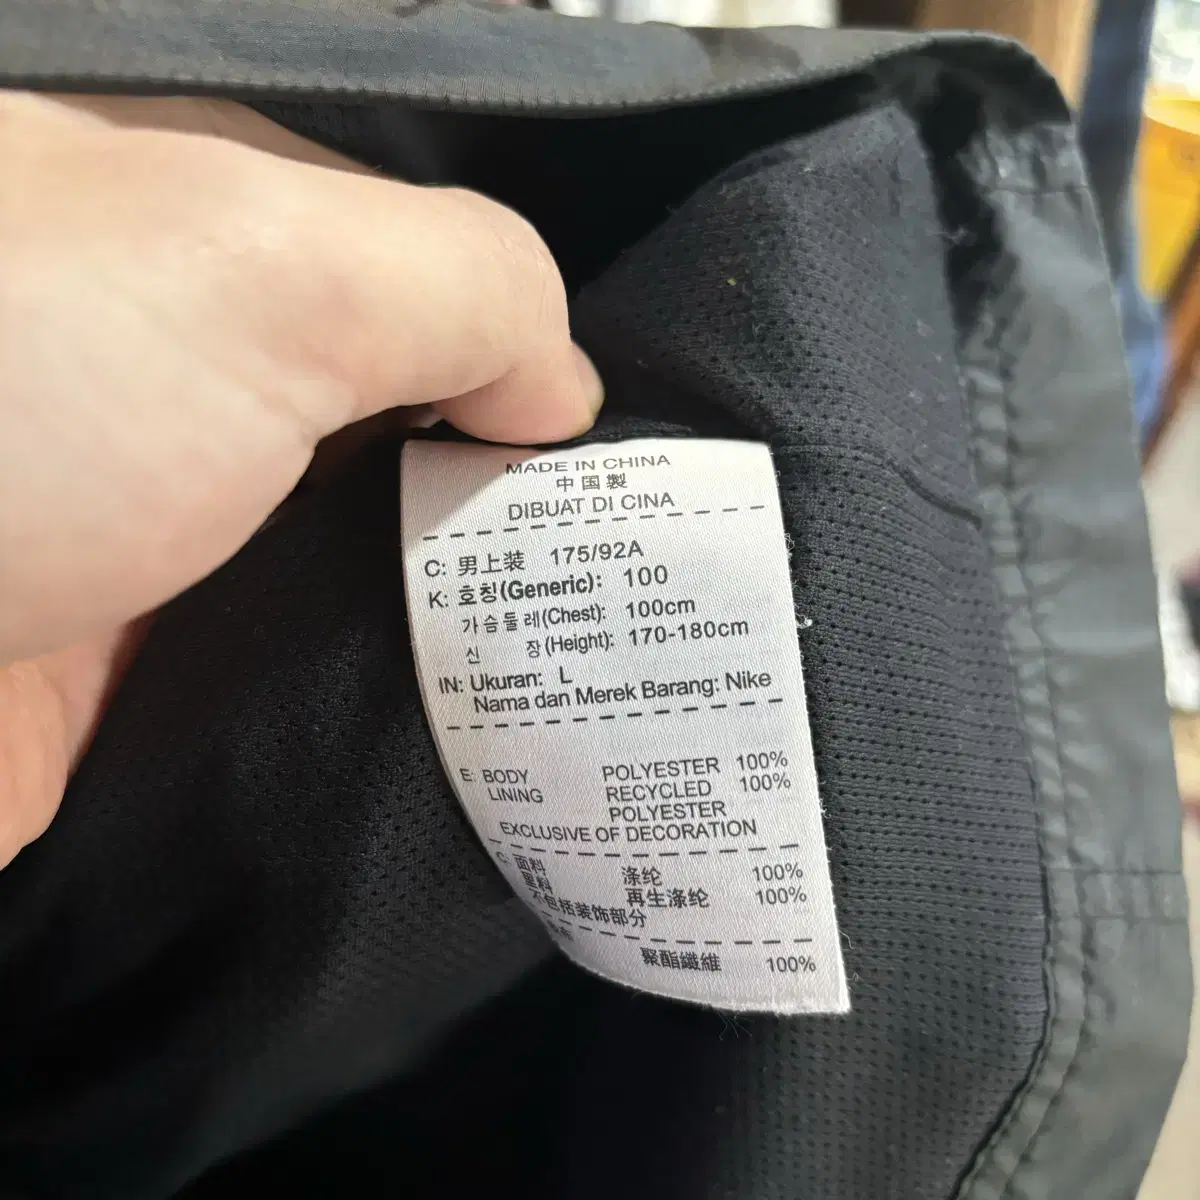 MADE IN CHINA
中国製
DIBUAT DI CINA
C: 男上装 175/92A
K: 호칭(Generic): 100
가슴둘레(Chest): 100cm
신 장(Height): 170-180cm
IN: Ukuran: L
Nama dan Merek Barang: Nike
E: BODY POLYESTER 100%
LINING RECYCLED 100%
POLYESTER
EXCLUSIVE OF DECORATION
C: 面料 涤纶 100%
里料 再生涤纶 100%
不包括装饰部分
聚酯纖維 100%